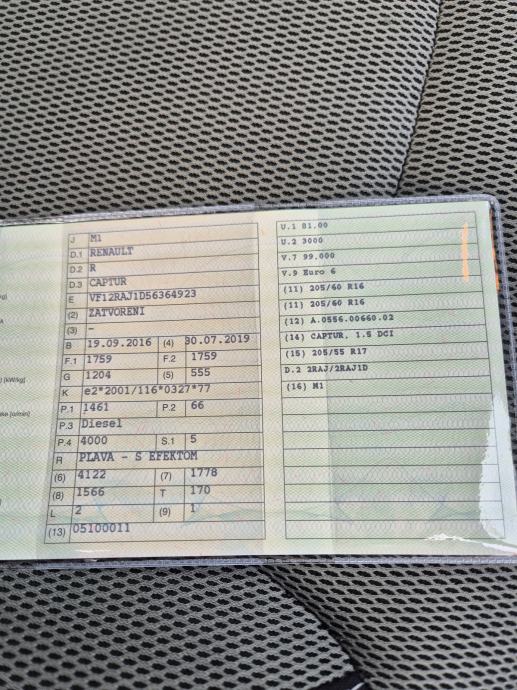 J M1
D.1 RENAULT
D.2 R
D.3 CAPTUR
E VF12RAJ1D56364923
(2) ZATVORENI
(3) –
B 19.09.2016 (4) 30.07.2019
F.1 1759 F.2 1759
G 1204 (5) 555
K e2*2001/116*0327*77
P.1 1461 P.2 66
P.3 Diesel
P.4 4000 S.1 5
R PLAVA - S EFEKTOM
(6) 4122 (7) 1778
(8) 1566 T 170
L 2 (9) 1
(13) 05100011
U.1 81.00
U.2 3000
V.7 99.000
V.9 Euro 6
(11) 205/60 R16
(11) 205/60 R16
(12) A.0556.00660.02
(14) CAPTUR, 1.5 DCI
(15) 205/55 R17
D.2 2RAJ/2RAJ1D
(16) M1
[kW/kg]
[o/min]